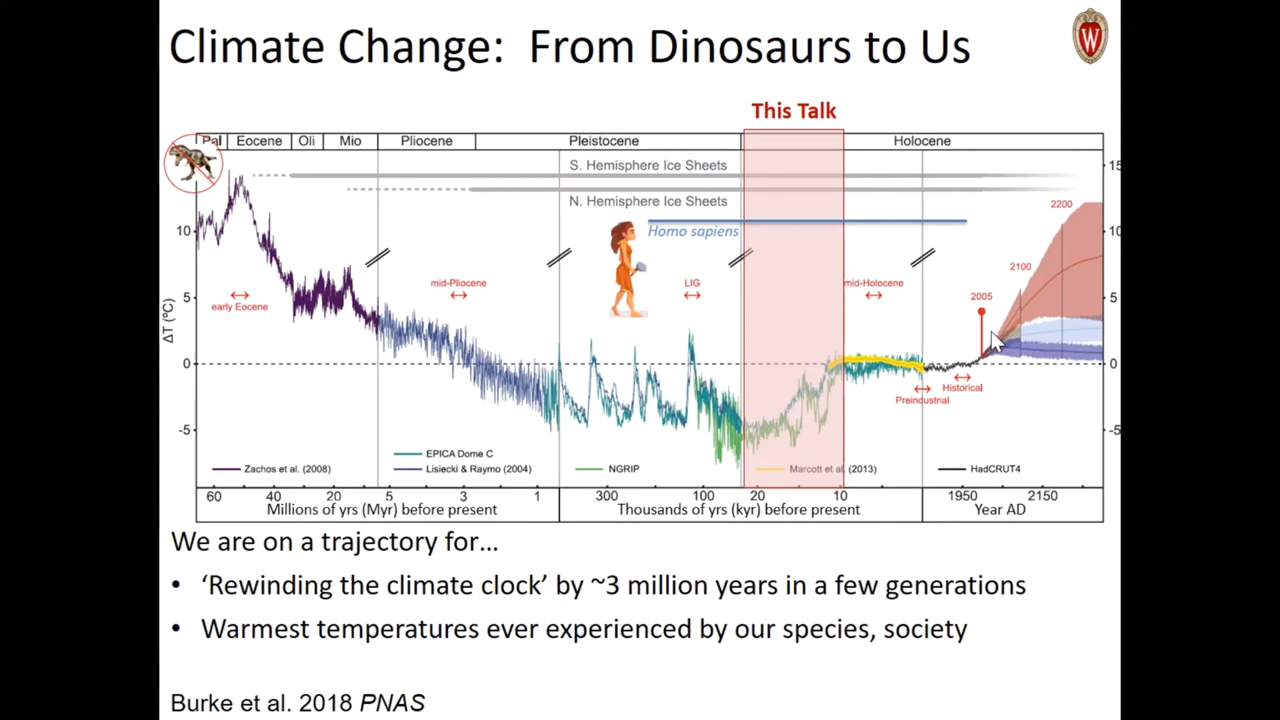 Climate Change: From Dinosaurs to Us
W
This Talk
Pal Eocene Oli Mio Pliocene Pleistocene Holocene
S. Hemisphere Ice Sheets
N. Hemisphere Ice Sheets
Homo sapiens
15
10
5
0
-5
ΔT (°C)
10
5
0
-5
early Eocene
mid-Pliocene
LIG
mid-Holocene
2200
2100
2005
Historical
Preindustrial
Zachos et al. (2008)
EPICA Dome C
Lisiecki & Raymo (2004)
NGRIP
Marcott et al. (2013)
HadCRUT4
60 40 20 5 3 1 300 100 20 10 1950 2150
Millions of yrs (Myr) before present
Thousands of yrs (kyr) before present
Year AD
We are on a trajectory for...
• ‘Rewinding the climate clock’ by ~3 million years in a few generations
• Warmest temperatures ever experienced by our species, society
Burke et al. 2018 PNAS